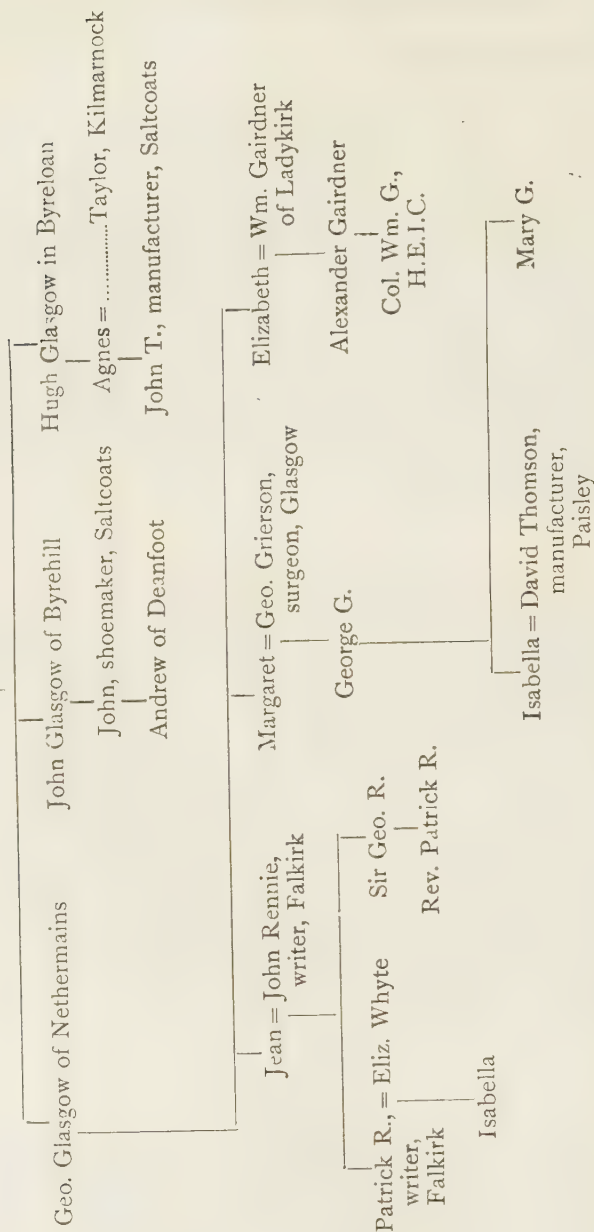 Geo. Glasgow of Nethermains
John Glasgow of Byrehill
Hugh Glasgow in Byreloan
John, shoemaker, Saltcoats
Agnes = ...............Taylor, Kilmarnock
Andrew of Deanfoot
John T., manufacturer, Saltcoats
Jean = John Rennie,
writer, Falkirk
Margaret = Geo. Grierson,
surgeon, Glasgow
Elizabeth = Wm. Gairdner
of Ladykirk
George G.
Alexander Gairdner
Col. Wm. G.,
H.E.I.C.
Patrick R., = Eliz. Whyte
writer,
Falkirk
Sir Geo. R.
Rev. Patrick R.
Isabella
Isabella = David Thomson,
manufacturer,
Paisley
Mary G.